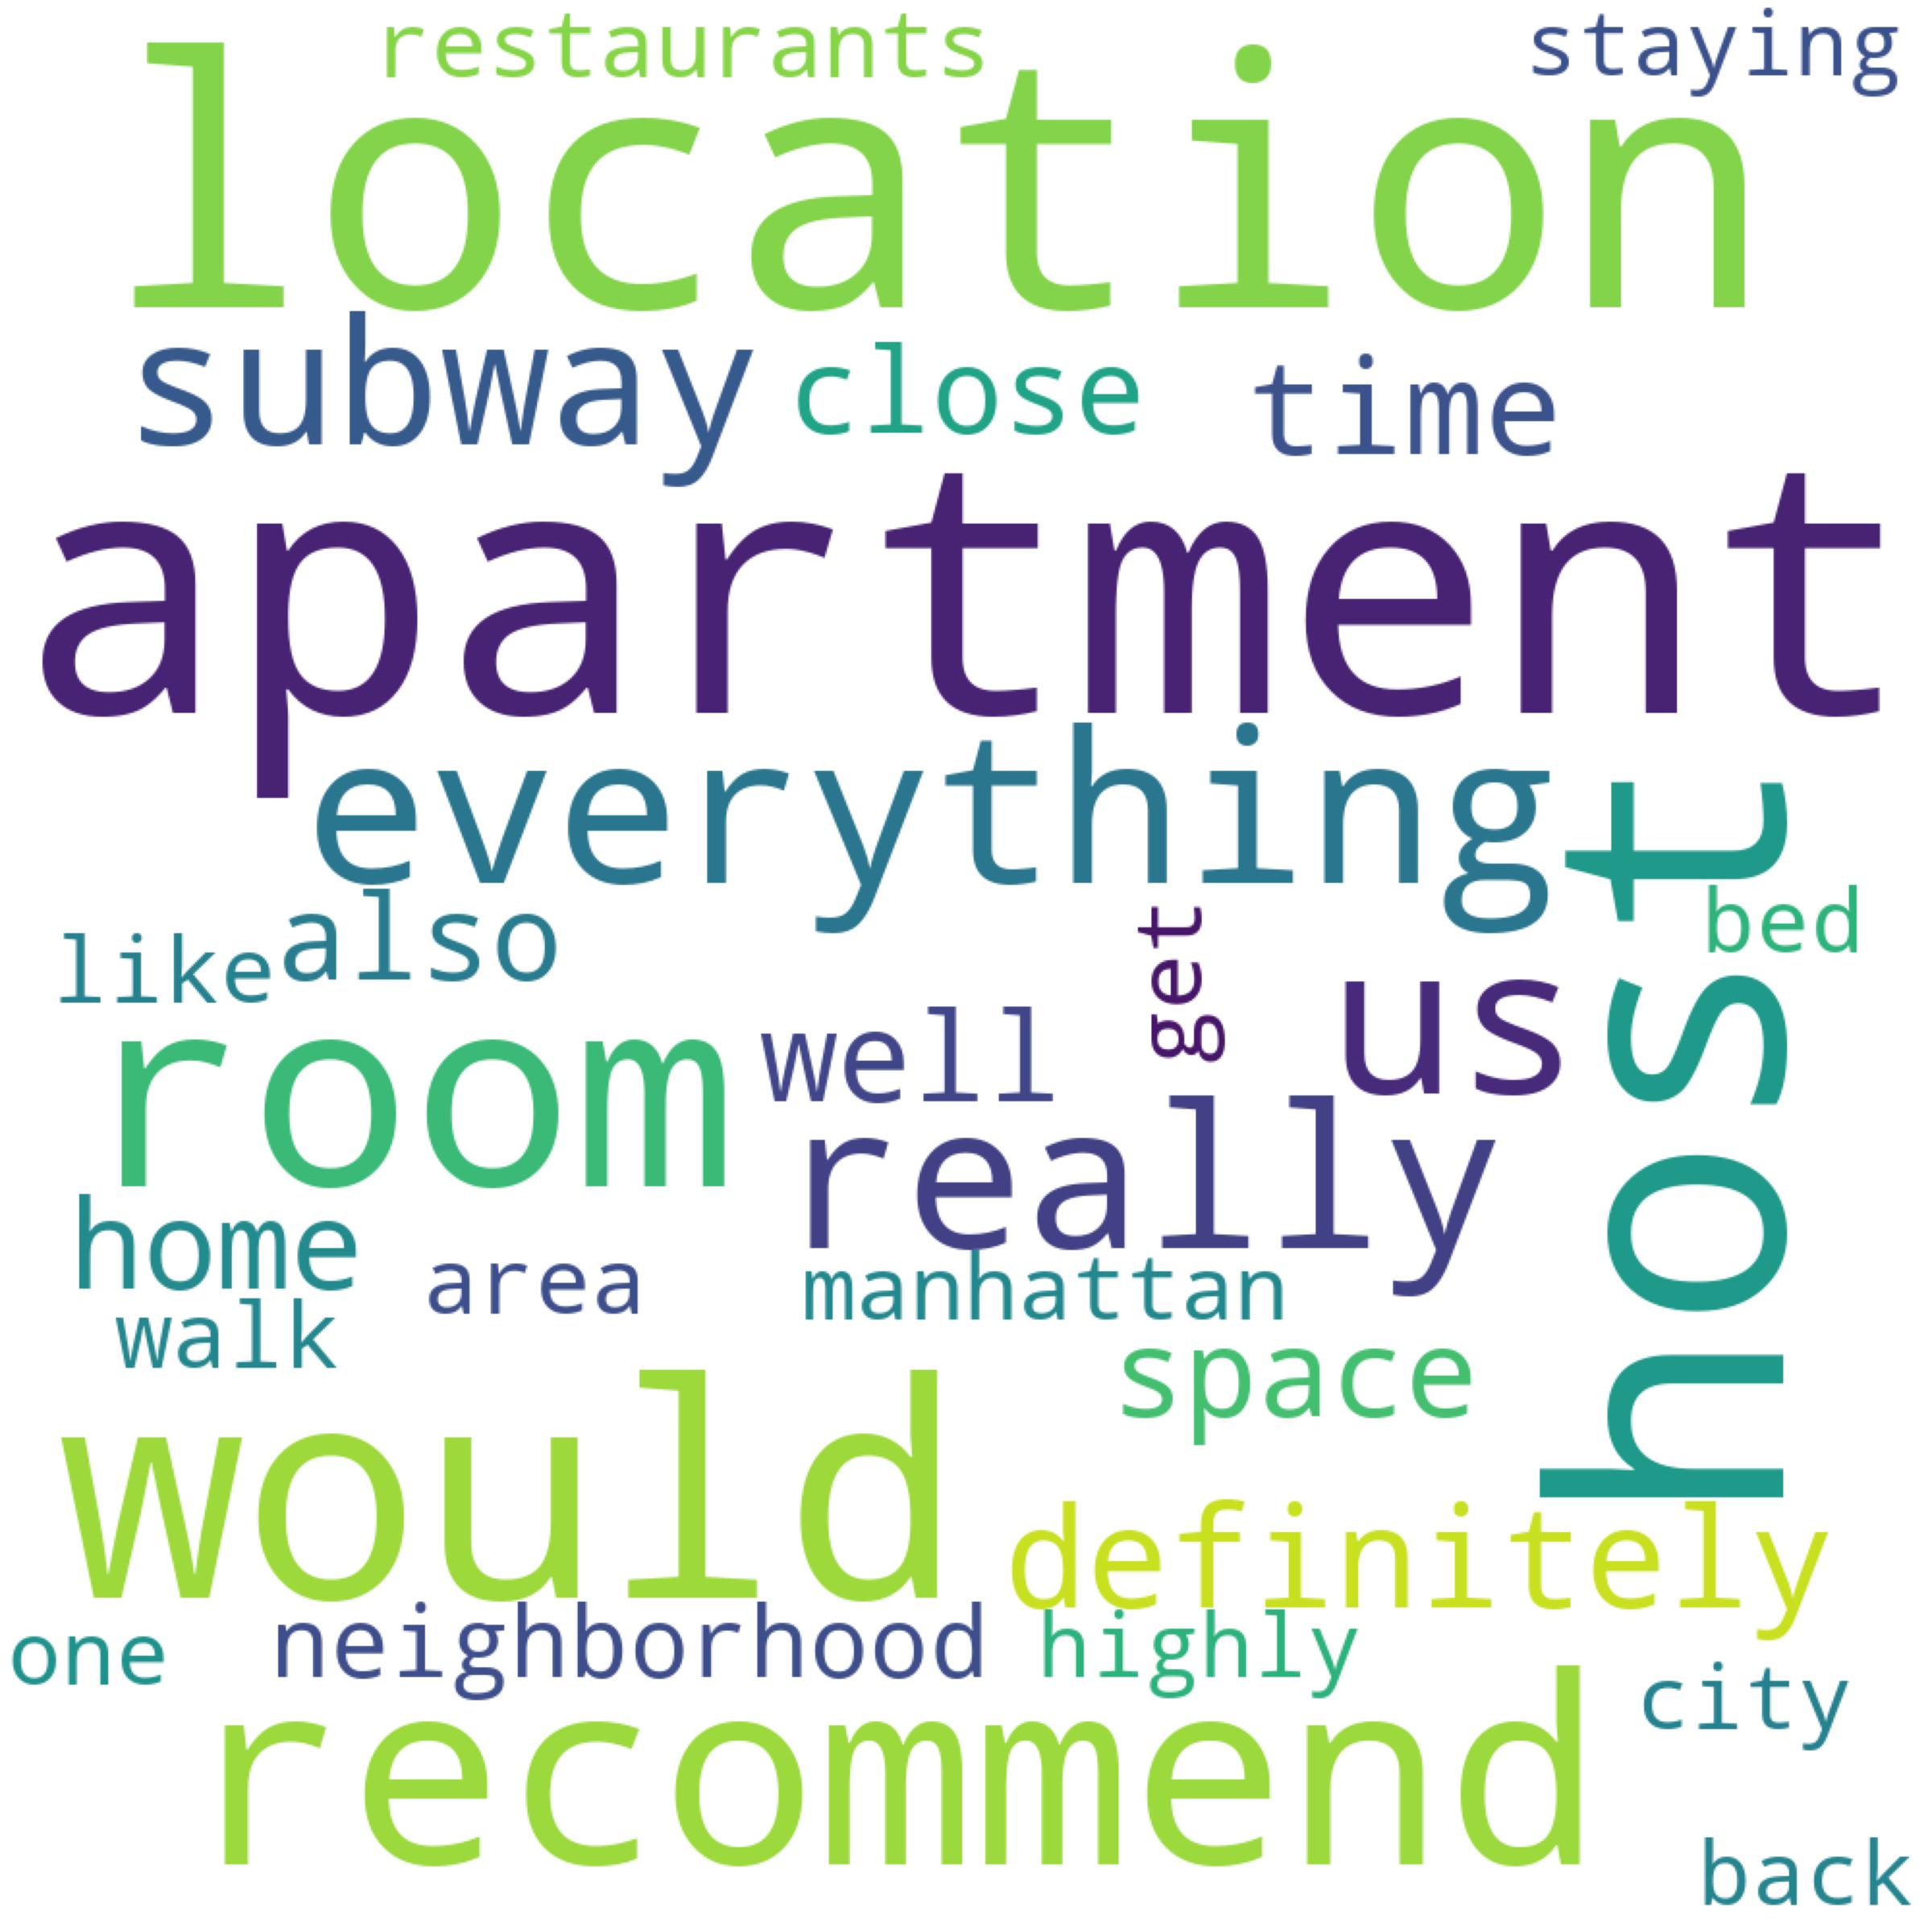 restaurants staying
location
subway close time
apartment
everything
host
bed
like also
get
us
room well
really
home area manhattan
walk
space
would
definitely
one neighborhood highly
city
recommend
back